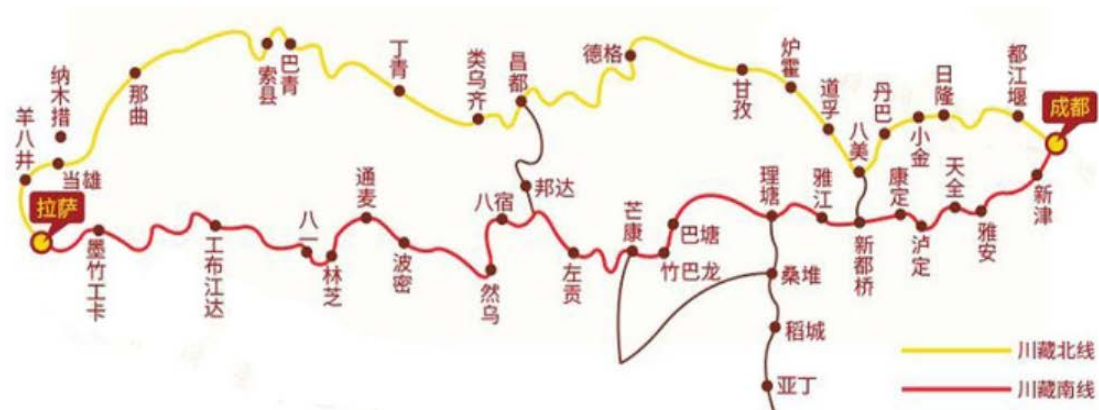 羊八井
纳木措
当雄
那曲
索县
巴青
丁青
类乌齐
昌都
德格
甘孜
炉霍
道孚
八美
丹巴
小金
日隆
都江堰
成都
拉萨
墨竹工卡
工布江达
八一
林芝
通麦
波密
然乌
八宿
邦达
左贡
芒康
竹巴龙
巴塘
理塘
雅江
新都桥
康定
泸定
天全
雅安
新津
桑堆
稻城
亚丁
川藏北线
川藏南线